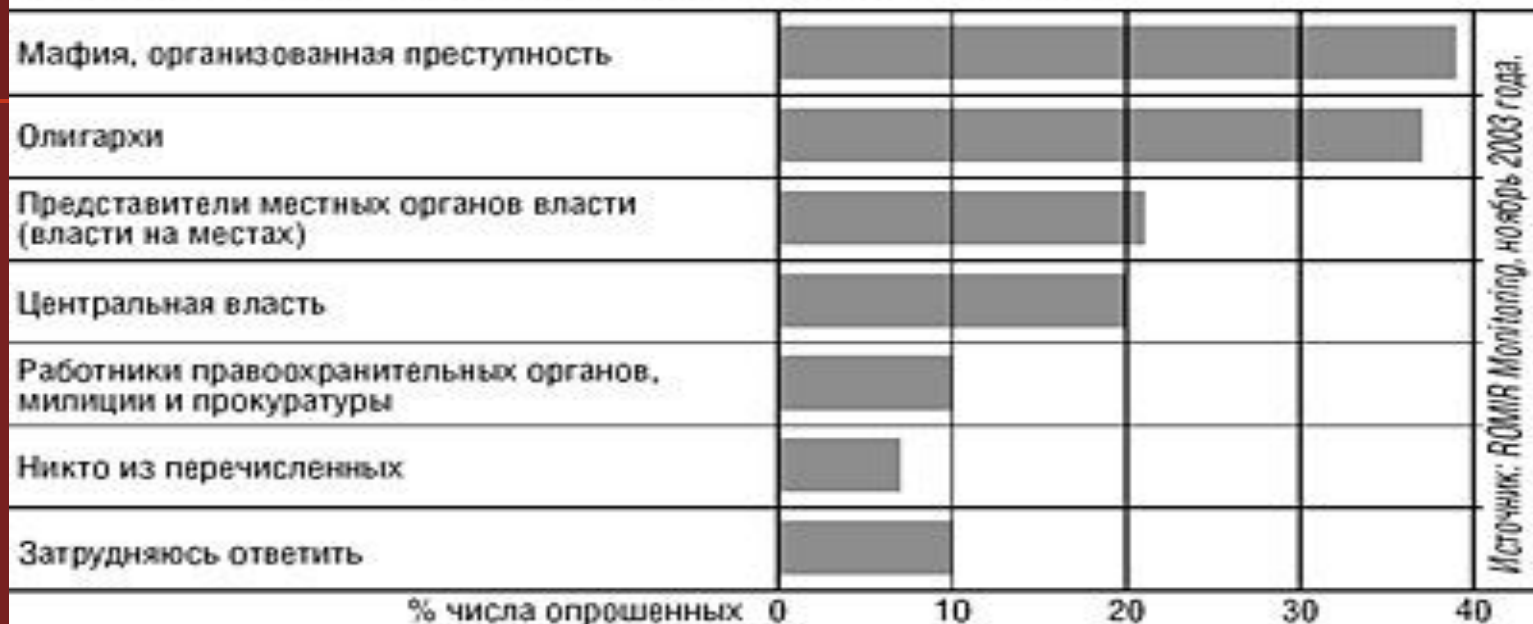 Мафия, организованная преступность
Олигархи
Представители местных органов власти
(власти на местах)
Центральная власть
Работники правоохранительных органов,
милиции и прокуратуры
Никто из перечисленных
Затрудняюсь ответить
% числа опрошенных 0 10 20 30 40
Источник: ROMIR Monitoring, ноябрь 2003 года.